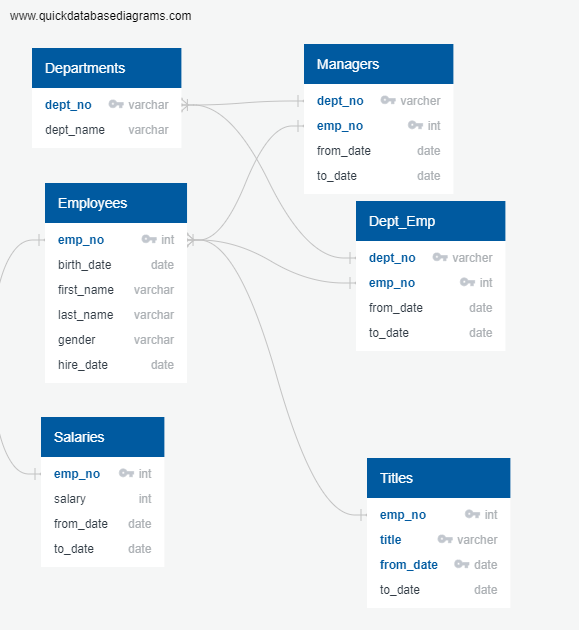 www.quickdatabasediagrams.com
Departments
dept_no varchar
dept_name varchar
Managers
dept_no varcher
emp_no int
from_date date
to_date date
Employees
emp_no int
birth_date date
first_name varchar
last_name varchar
gender varchar
hire_date date
Dept_Emp
dept_no varcher
emp_no int
from_date date
to_date date
Salaries
emp_no int
salary int
from_date date
to_date date
Titles
emp_no int
title varcher
from_date date
to_date date